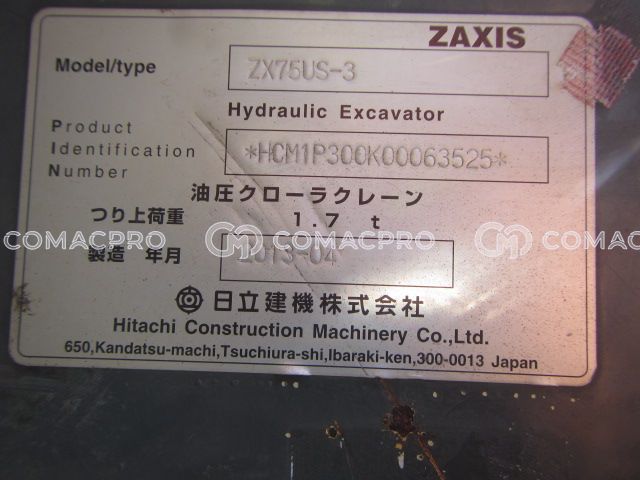 ZAXIS
Model/type ZX75US-3
Hydraulic Excavator
Product
Identification *HCM1P300K00063525*
Number
油圧クローラクレーン
つり上荷重 1.7 t
COMACPRO COMACPRO COMACPRO
製造 年月 2013-04
日立建機株式会社
Hitachi Construction Machinery Co.,Ltd.
650,Kandatsu-machi,Tsuchiura-shi,Ibaraki-ken,300-0013 Japan